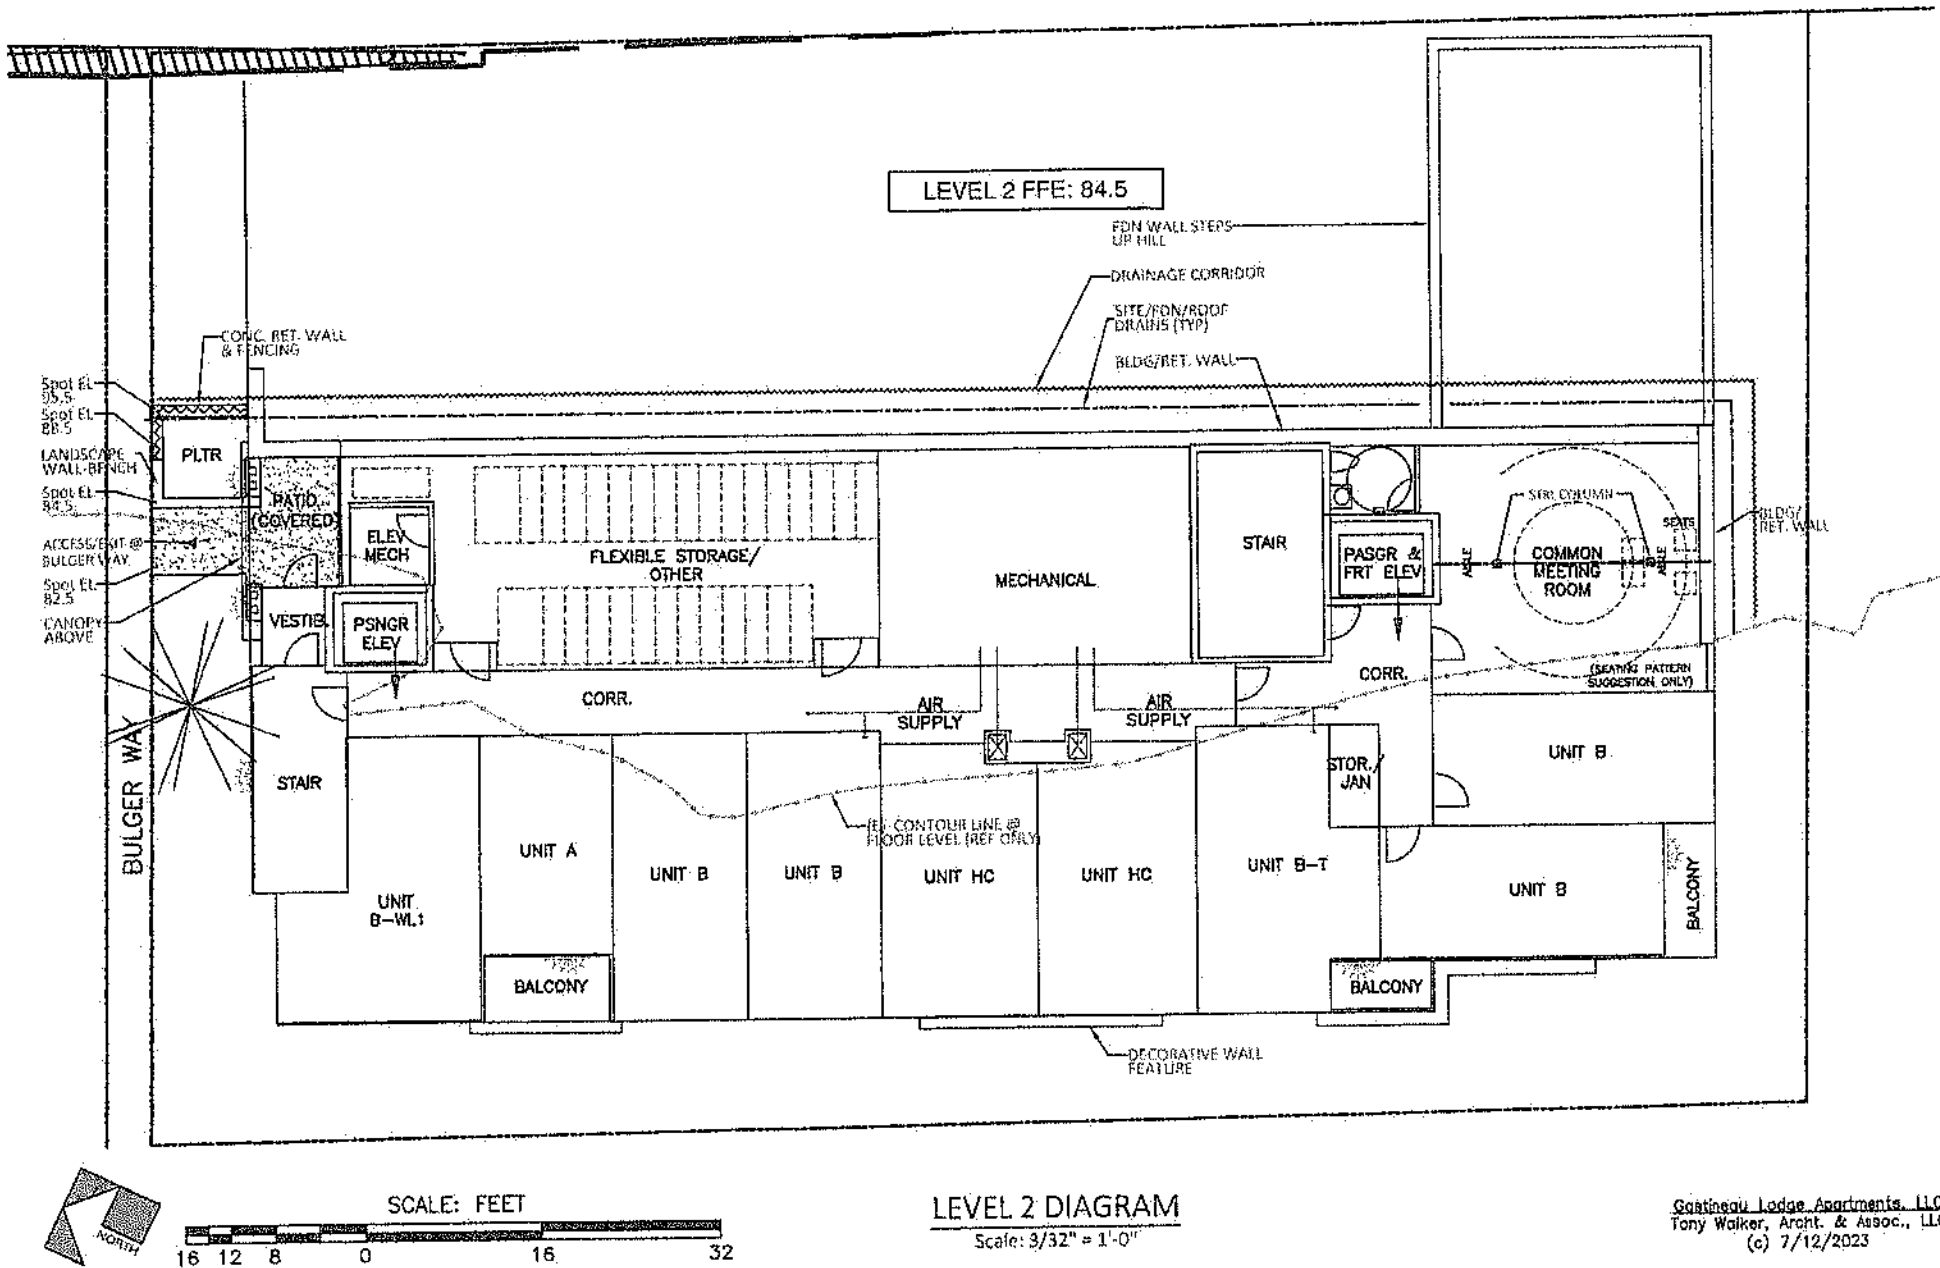 LEVEL 2 FFE: 84.5
FDN WALL STEPS
UP HILL
DRAINAGE CORRIDOR
SITE/FDN/ROOF
DRAINS (TYP)
BLDG/RET. WALL
CONC. RET. WALL
& FENCING
Spot El.
95.5
Spot El.
88.5
LANDSCAPE
WALL-BENCH
Spot El.
84.5
ACCESS/EXIT @
BULGER WAY
Spot El.
82.5
CANOPY
ABOVE
PLTR
PATIO
(COVERED)
ELEV
MECH
VESTIB.
PSNGR
ELEV
FLEXIBLE STORAGE/
OTHER
MECHANICAL
STAIR
PASGR &
FRT ELEV
AISLE
STRL COLUMN
COMMON
MEETING
ROOM
SEATS
AISLE
BLDG/
RET. WALL
(SEATING PATTERN
SUGGESTION ONLY)
CORR.
CORR.
AIR
SUPPLY
AIR
SUPPLY
BULGER WAY
STAIR
UNIT
B-WL1
UNIT A
UNIT B
UNIT B
UNIT HC
UNIT HC
UNIT B-T
STOR./
JAN
UNIT B
UNIT B
BALCONY
(E) CONTOUR LINE @
FLOOR LEVEL (REF ONLY)
BALCONY
BALCONY
DECORATIVE WALL
FEATURE
NORTH
SCALE: FEET
16 12 8 0 16 32
LEVEL 2 DIAGRAM
Scale: 3/32" = 1'-0"
Gastineau Lodge Apartments, LLC
Tony Walker, Archt. & Assoc., LLC
(c) 7/12/2023